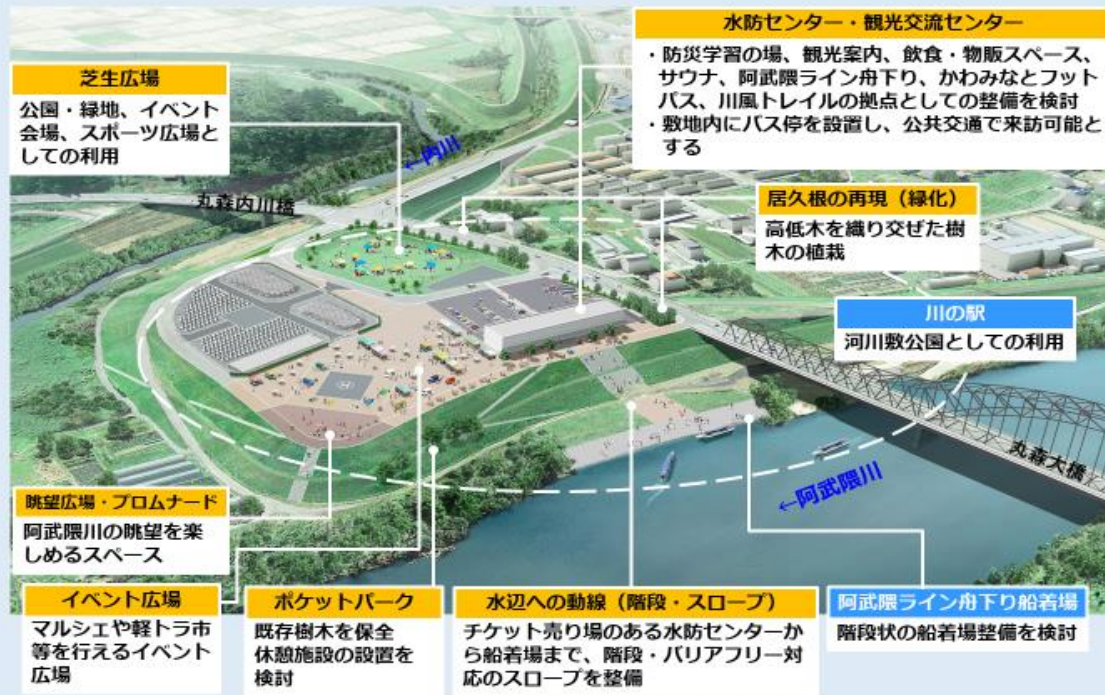 水防センター・観光交流センター
・防災学習の場、観光案内、飲食・物販スペース、
サウナ、阿武隈ライン舟下り、かわみなとフット
パス、川風トレイルの拠点としての整備を検討
・敷地内にバス停を設置し、公共交通で来訪可能と
する
芝生広場
公園・緑地、イベント
会場、スポーツ広場と
しての利用
←内川
丸森内川橋
居久根の再現（緑化）
高低木を織り交ぜた樹
木の植栽
川の駅
河川敷公園としての利用
丸森大橋
←阿武隈川
眺望広場・プロムナード
阿武隈川の眺望を楽
しめるスペース
イベント広場
マルシェや軽トラ市
等を行えるイベント
広場
ポケットパーク
既存樹木を保全
休憩施設の設置を
検討
水辺への動線（階段・スロープ）
チケット売り場のある水防センターか
ら船着場まで、階段・バリアフリー対
応のスロープを整備
阿武隈ライン舟下り船着場
階段状の船着場整備を検討
H